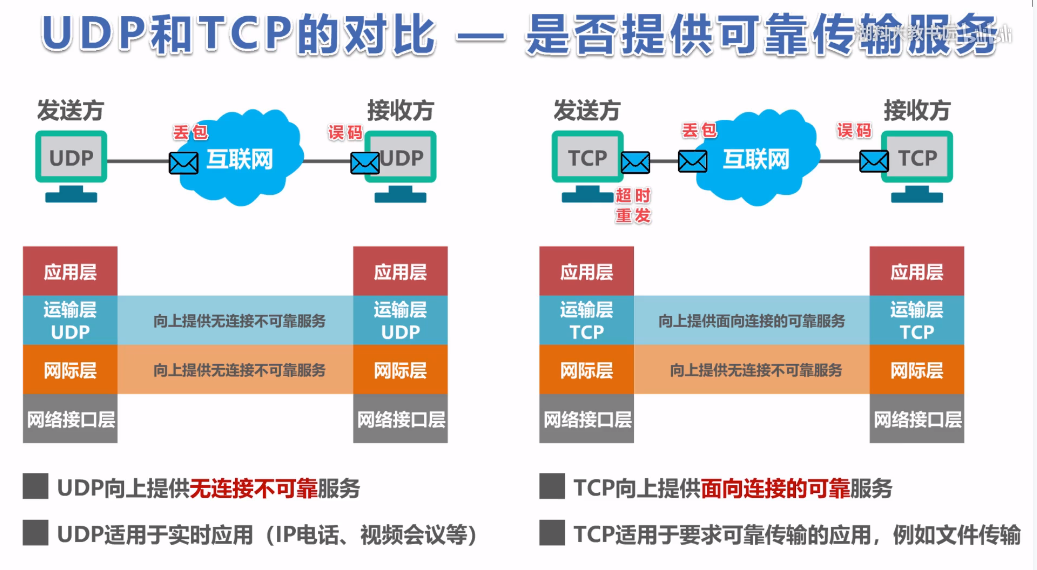 UDP和TCP的对比 — 是否提供可靠传输服务
发送方
接收方
丢包
误码
UDP
互联网
UDP
应用层
应用层
运输层
UDP
向上提供无连接不可靠服务
运输层
UDP
网际层
向上提供无连接不可靠服务
网际层
网络接口层
网络接口层
UDP向上提供无连接不可靠服务
UDP适用于实时应用（IP电话、视频会议等）
发送方
接收方
丢包
误码
TCP
互联网
TCP
超时
重发
应用层
应用层
运输层
TCP
向上提供面向连接的可靠服务
运输层
TCP
网际层
向上提供无连接不可靠服务
网际层
网络接口层
网络接口层
TCP向上提供面向连接的可靠服务
TCP适用于要求可靠传输的应用，例如文件传输